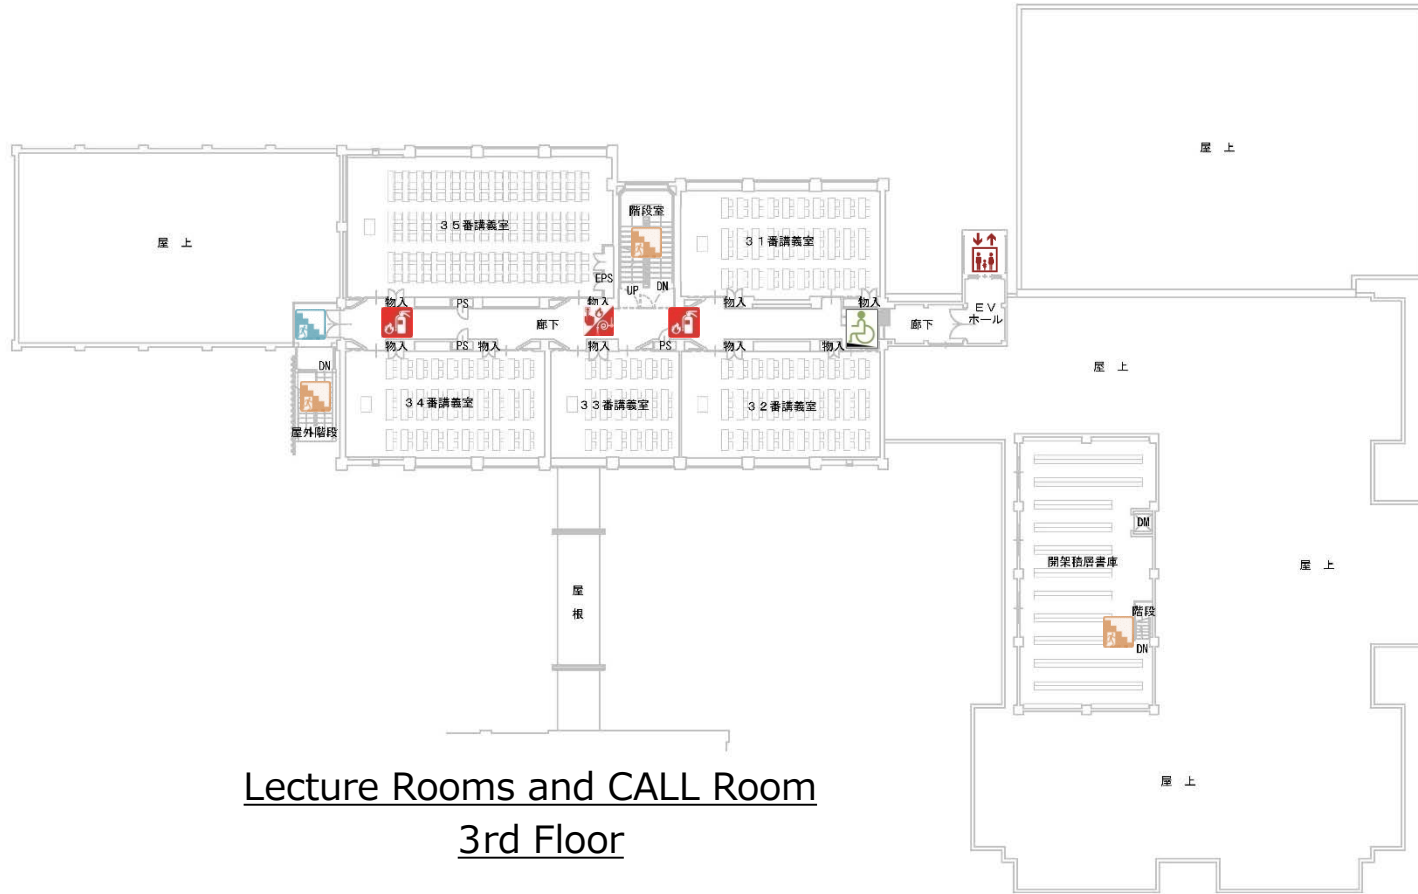 屋 上
屋 上
階段室
35番講義室
31番講義室
EPS
UP
DN
物入
PS
物入
物入
物入
EV
ホール
廊下
廊下
物入
PS
物入
物入
PS
物入
物入
DN
屋 上
34番講義室
33番講義室
32番講義室
屋外階段
DM
開架積層書庫
屋 上
屋
根
階段
DN
屋 上
Lecture Rooms and CALL Room
3rd Floor